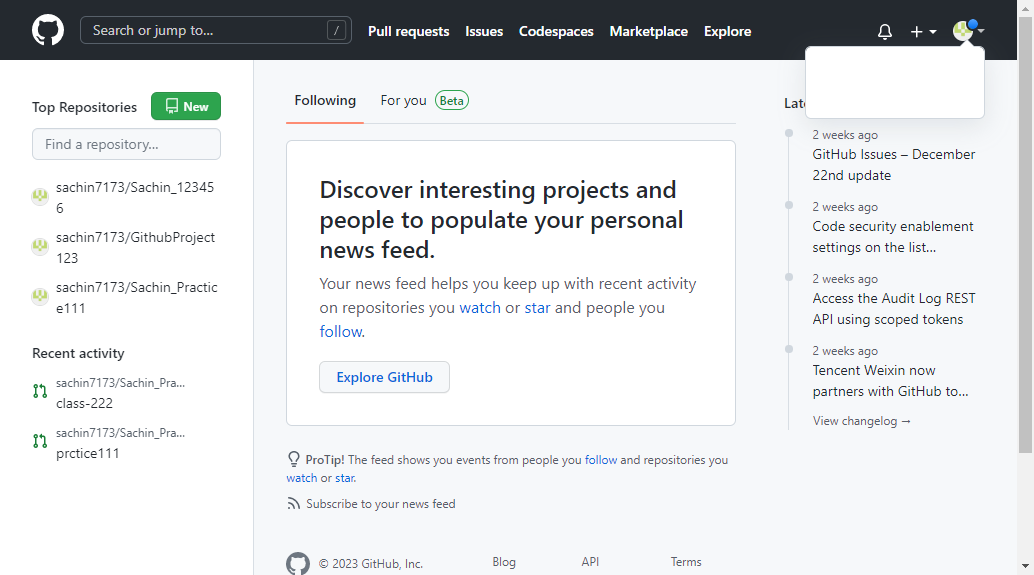 Search or jump to... /
Pull requests
Issues
Codespaces
Marketplace
Explore
Top Repositories
New
Find a repository...
sachin7173/Sachin_12345
6
sachin7173/GithubProject
123
sachin7173/Sachin_Practic
e111
Recent activity
sachin7173/Sachin_Pra...
class-222
sachin7173/Sachin_Pra...
prctice111
Following
For you
Beta
Discover interesting projects and
people to populate your personal
news feed.
Your news feed helps you keep up with recent activity
on repositories you watch or star and people you
follow.
Explore GitHub
ProTip! The feed shows you events from people you follow and repositories you
watch or star.
Subscribe to your news feed
© 2023 GitHub, Inc.
Blog
API
Terms
2 weeks ago
GitHub Issues – December
22nd update
2 weeks ago
Code security enablement
settings on the list...
2 weeks ago
Access the Audit Log REST
API using scoped tokens
2 weeks ago
Tencent Weixin now
partners with GitHub to...
View changelog →